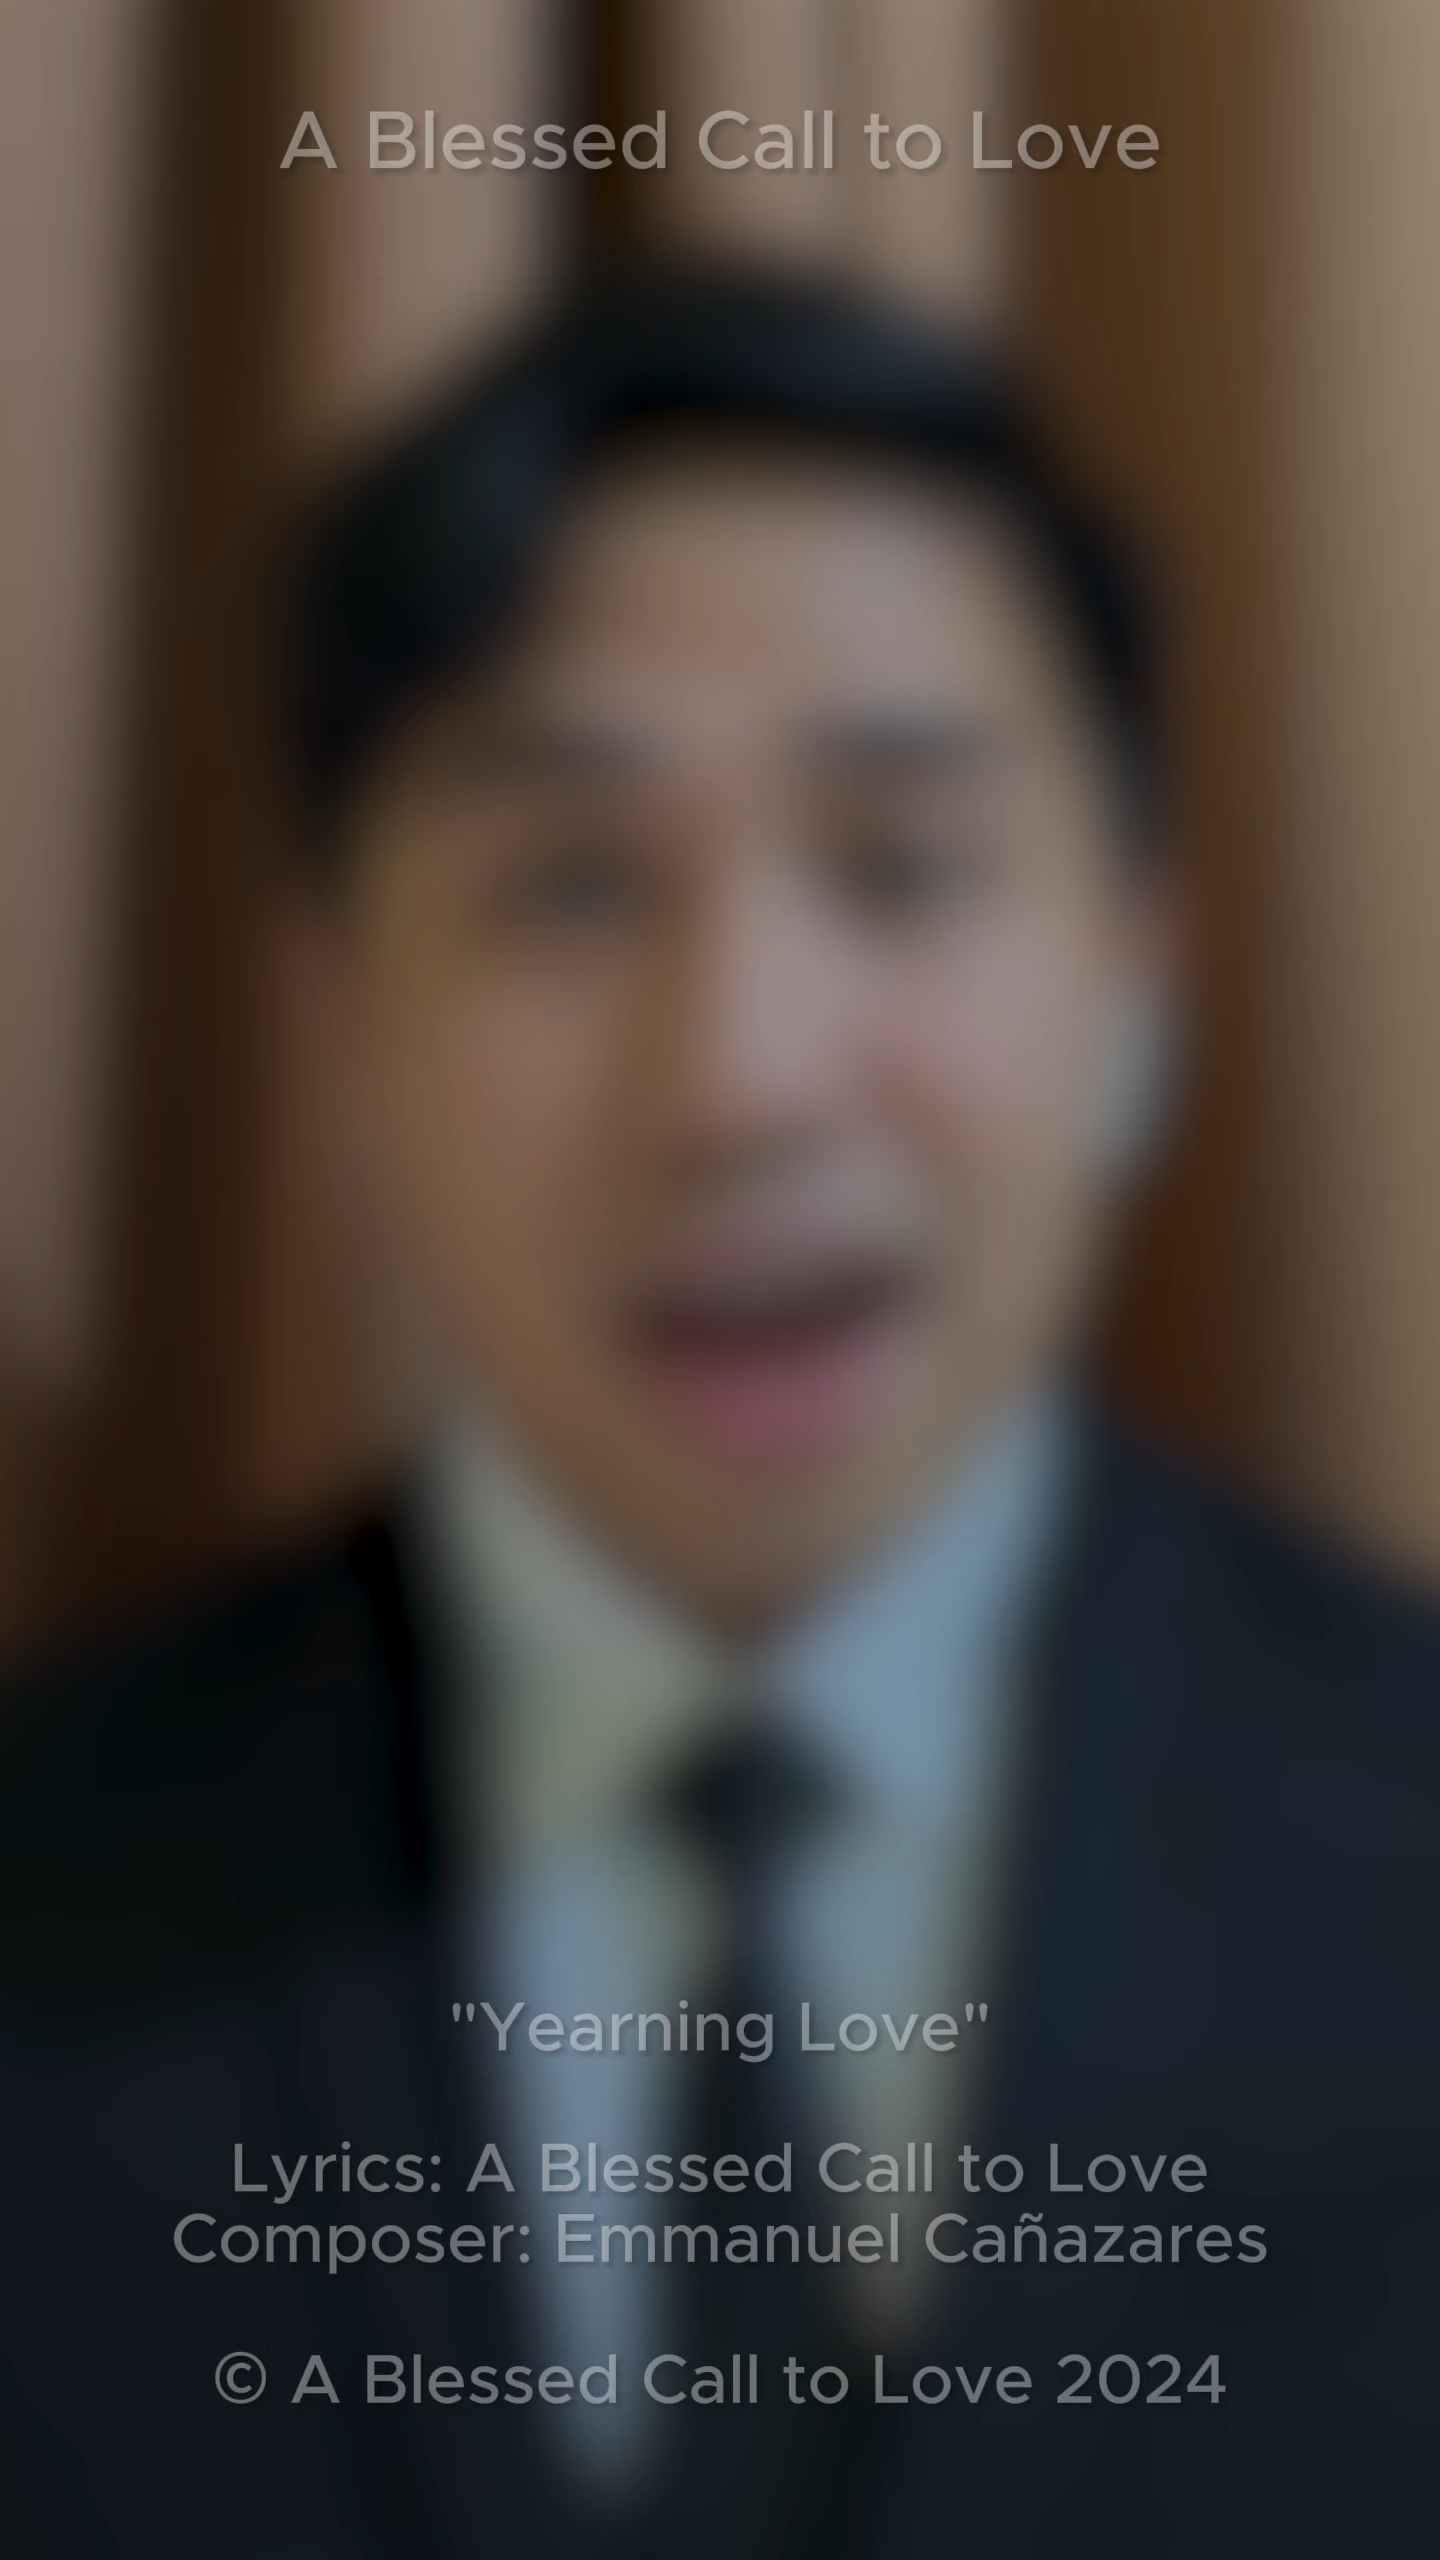 A Blessed Call to Love
"Yearning Love"
Lyrics: A Blessed Call to Love
Composer: Emmanuel Cañazares
© A Blessed Call to Love 2024